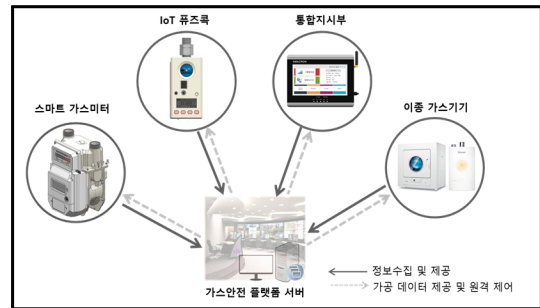 IoT 퓨즈콕
통합지시부
스마트 가스미터
이종 가스기기
가스안전 플랫폼 서버
정보수집 및 제공
가공 데이터 제공 및 원격 제어